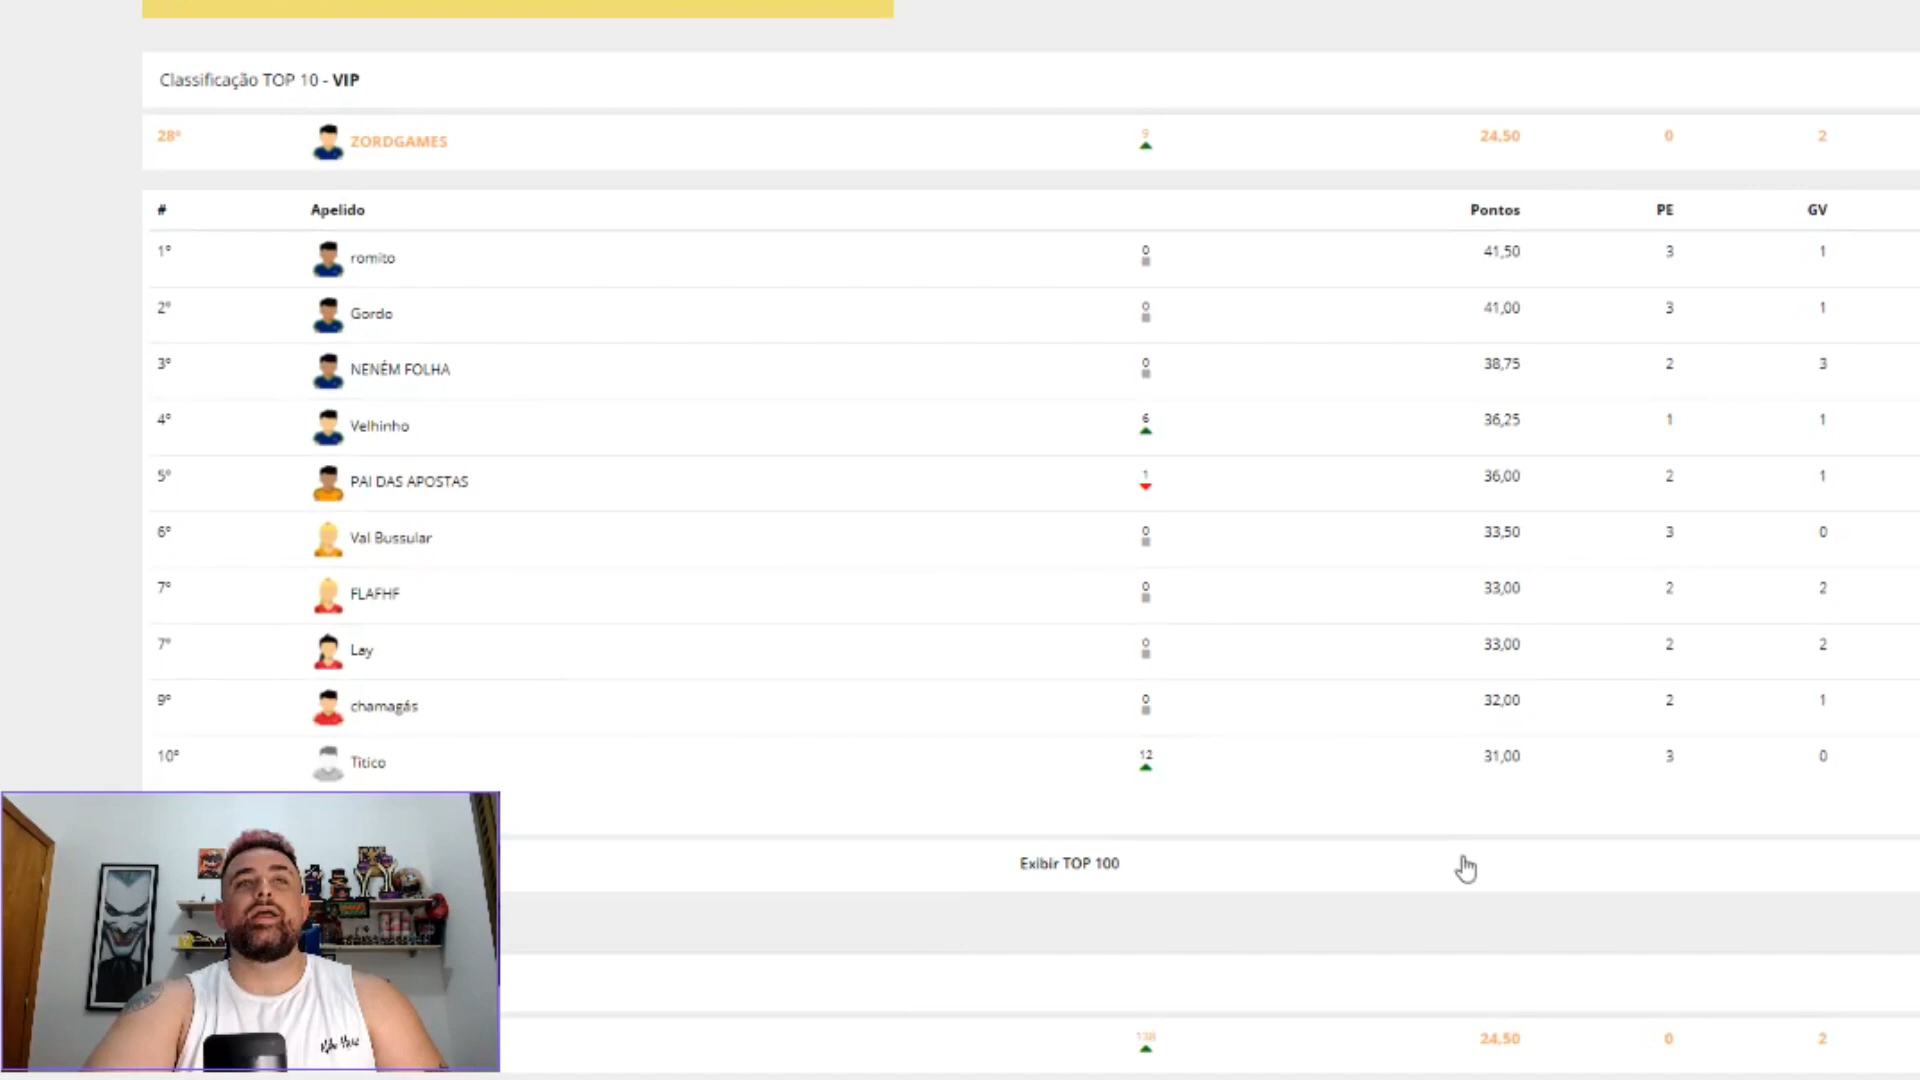 Classificação TOP 10 - VIP
28º ZORDGAMES 9 24,50 0 2
# Apelido Pontos PE GV
1º romito 0 41,50 3 1
2º Gordo 0 41,00 3 1
3º NENÉM FOLHA 0 38,75 2 3
4º Velhinho 6 36,25 1 1
5º PAI DAS APOSTAS 1 36,00 2 1
6º Val Bussular 0 33,50 3 0
7º FLAFHF 0 33,00 2 2
7º Lay 0 33,00 2 2
9º chamagás 0 32,00 2 1
10º Titico 12 31,00 3 0
Exibir TOP 100
138 24,50 0 2